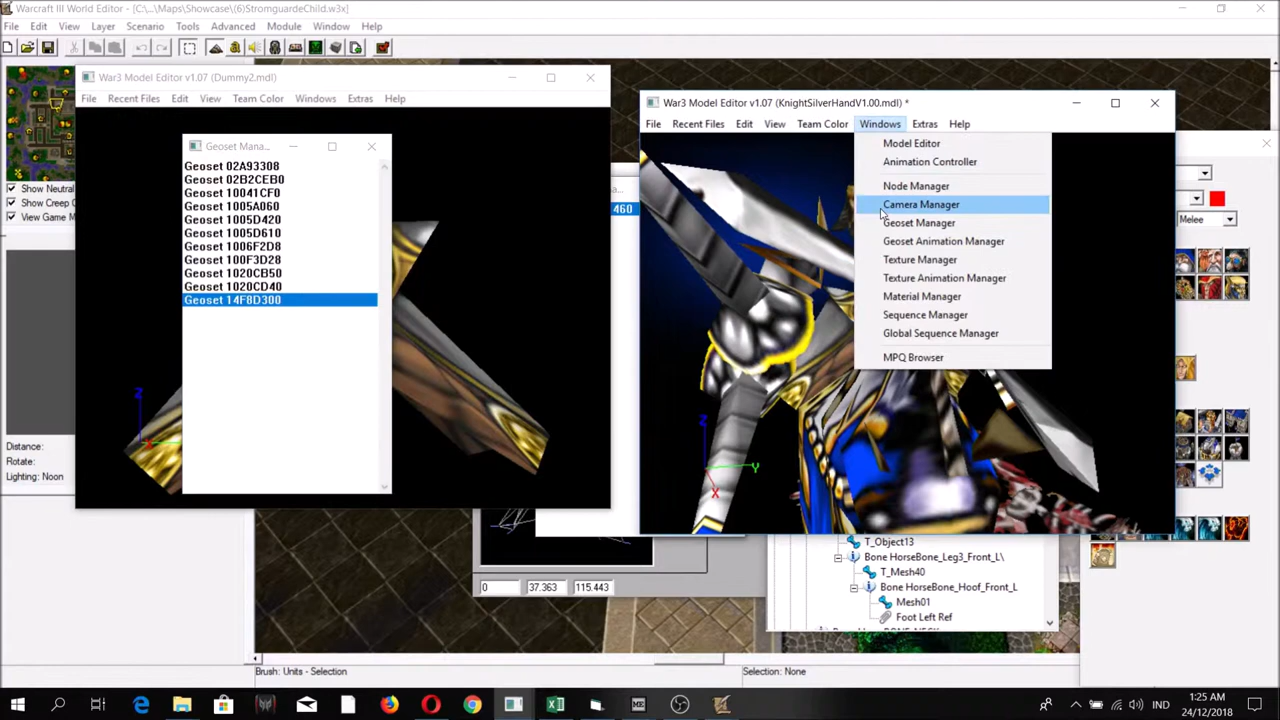 Warcraft III World Editor - [C:\...\Maps\Showcase\(6)StromguardeChild.w3x]
File Edit View Layer Scenario Tools Advanced Module Window Help
War3 Model Editor v1.07 (Dummy2.mdl)
File Recent Files Edit View Team Color Windows Extras Help
Geoset Mana...
Geoset 02A93308
Geoset 02B2CEB0
Geoset 10041CF0
Geoset 1005A060
Geoset 1005D420
Geoset 1005D610
Geoset 1006F2D8
Geoset 100F3D28
Geoset 1020CB50
Geoset 1020CD40
Geoset 14F8D300
Show Neutral
Show Creep C
View Game M
Distance:
Rotate:
Lighting: Noon
a...
460
War3 Model Editor v1.07 (KnightSilverHandV1.00.mdl) *
File Recent Files Edit View Team Color Windows Extras Help
Model Editor
Animation Controller
Node Manager
Camera Manager
Geoset Manager
Geoset Animation Manager
Texture Manager
Texture Animation Manager
Material Manager
Sequence Manager
Global Sequence Manager
MPQ Browser
Melee
Z
X
Z
Y
X
0 37.363 115.443
T_Object13
Bone HorseBone_Leg3_Front_L\
T_Mesh40
Bone HorseBone_Hoof_Front_L
Mesh01
Foot Left Ref
Brush: Units - Selection
Selection: None
ME
IND
1:25 AM
24/12/2018